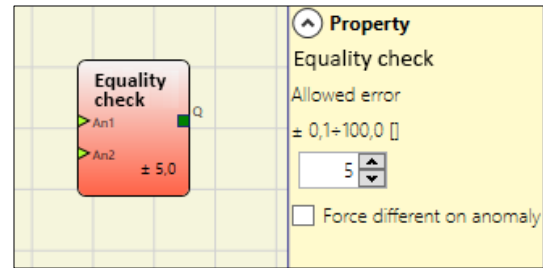 Equality
check
An1
Q
An2
± 5,0
Property
Equality check
Allowed error
± 0,1÷100,0 []
5
Force different on anomaly